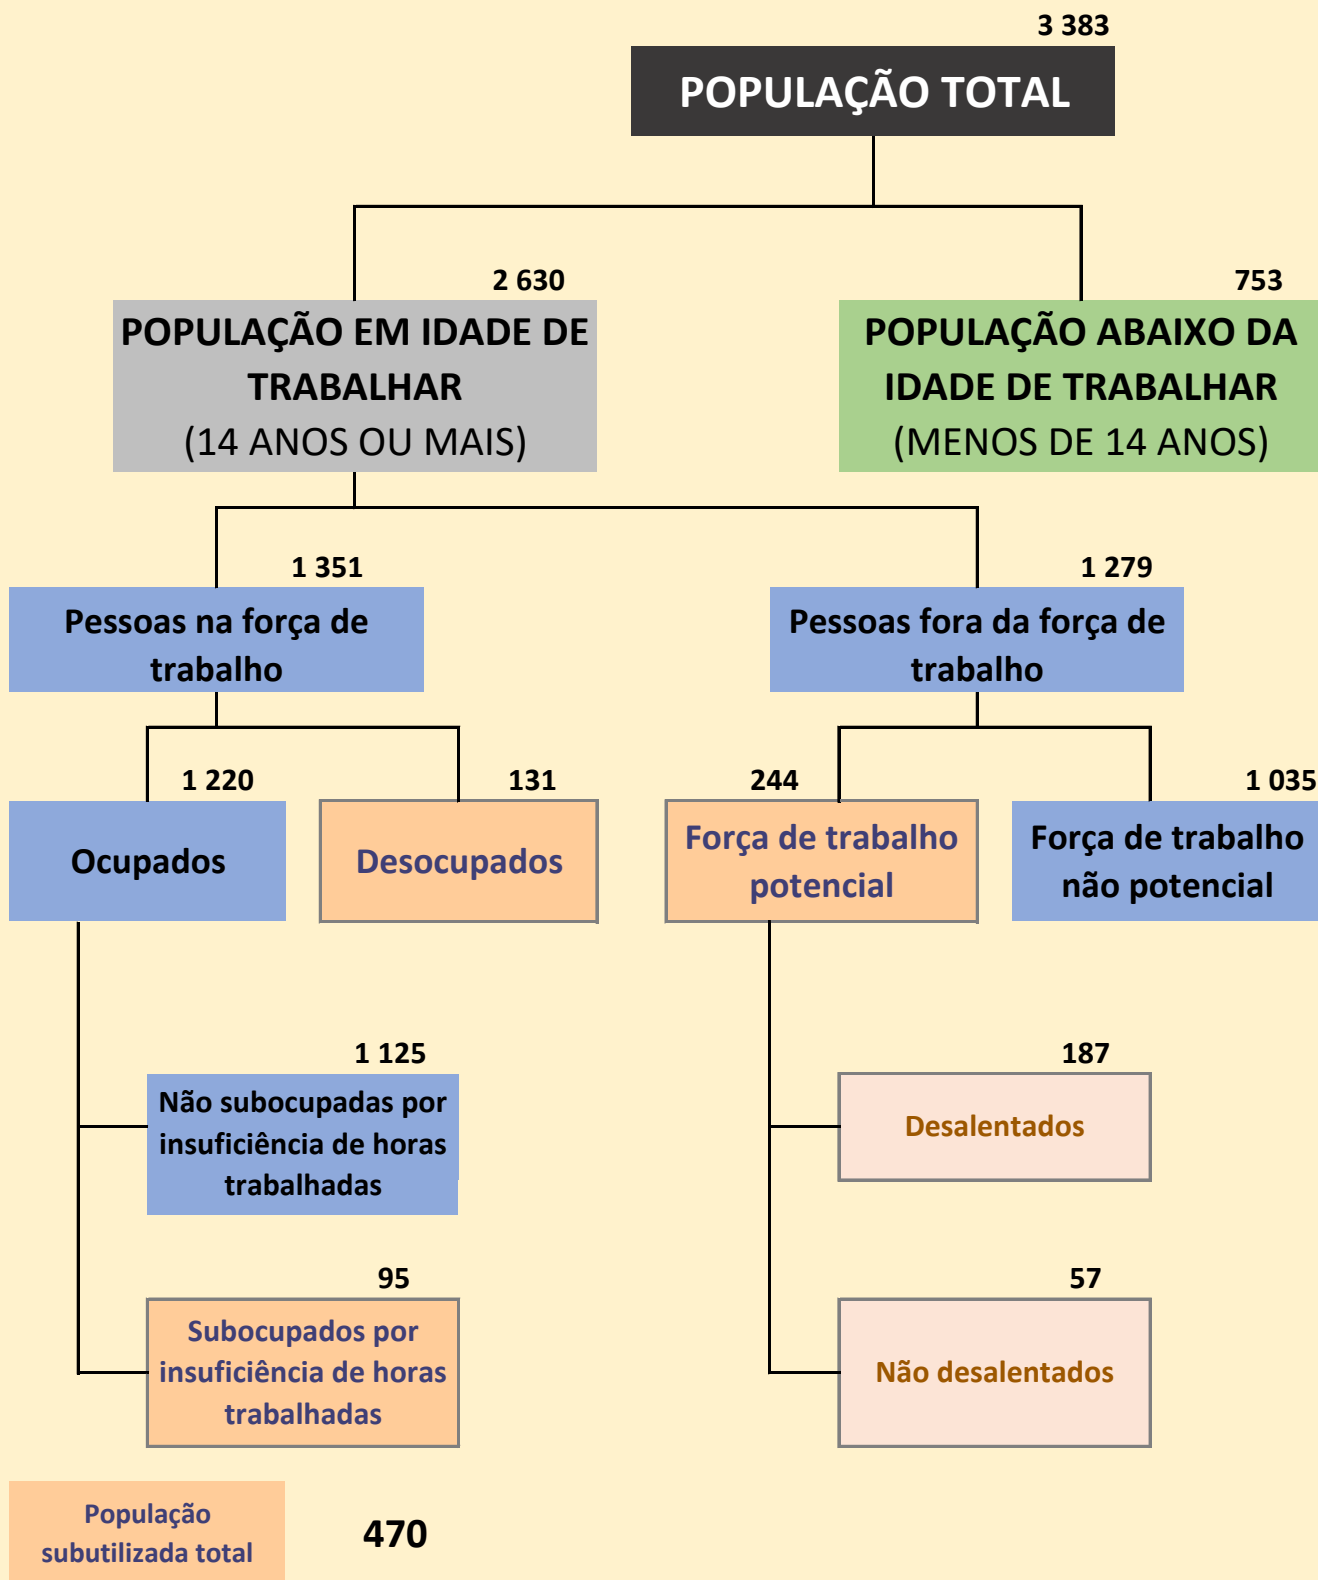 3 383
POPULAÇÃO TOTAL
2 630
POPULAÇÃO EM IDADE DE
TRABALHAR
(14 ANOS OU MAIS)
753
POPULAÇÃO ABAIXO DA
IDADE DE TRABALHAR
(MENOS DE 14 ANOS)
1 351
Pessoas na força de
trabalho
1 279
Pessoas fora da força de
trabalho
1 220
Ocupados
131
Desocupados
244
Força de trabalho
potencial
1 035
Força de trabalho
não potencial
1 125
Não subocupadas por
insuficiência de horas
trabalhadas
187
Desalentados
95
Subocupados por
insuficiência de horas
trabalhadas
57
Não desalentados
População
subutilizada total
470